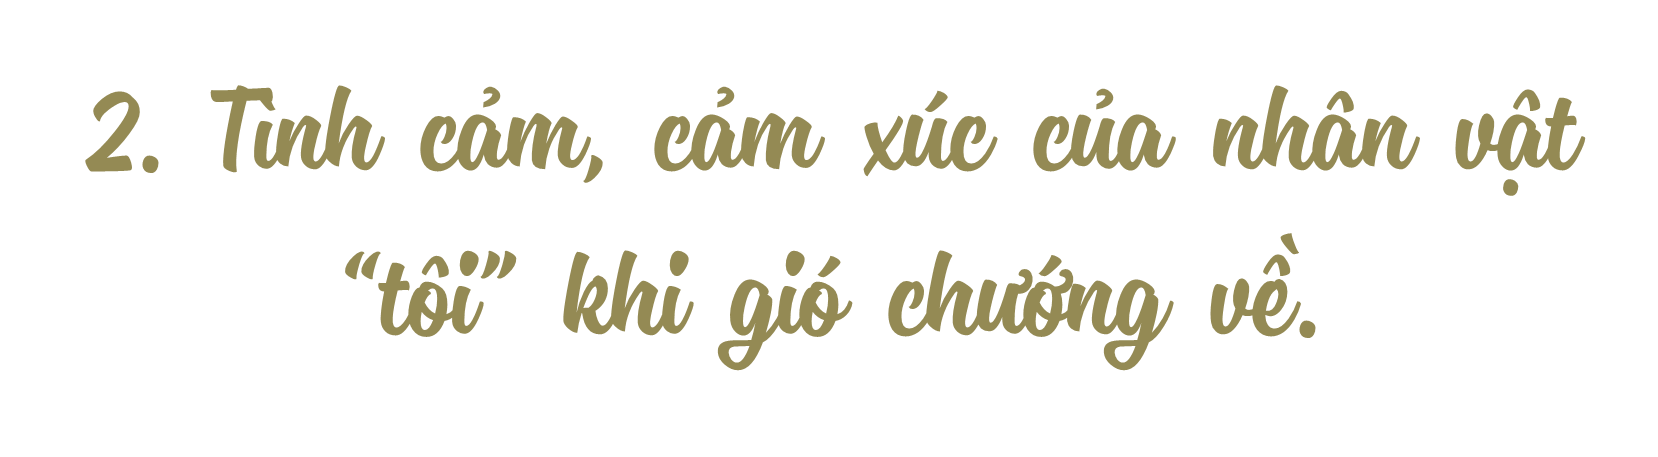 2. Tình cảm, cảm xúc của nhân vật
“tôi” khi gió chướng về.